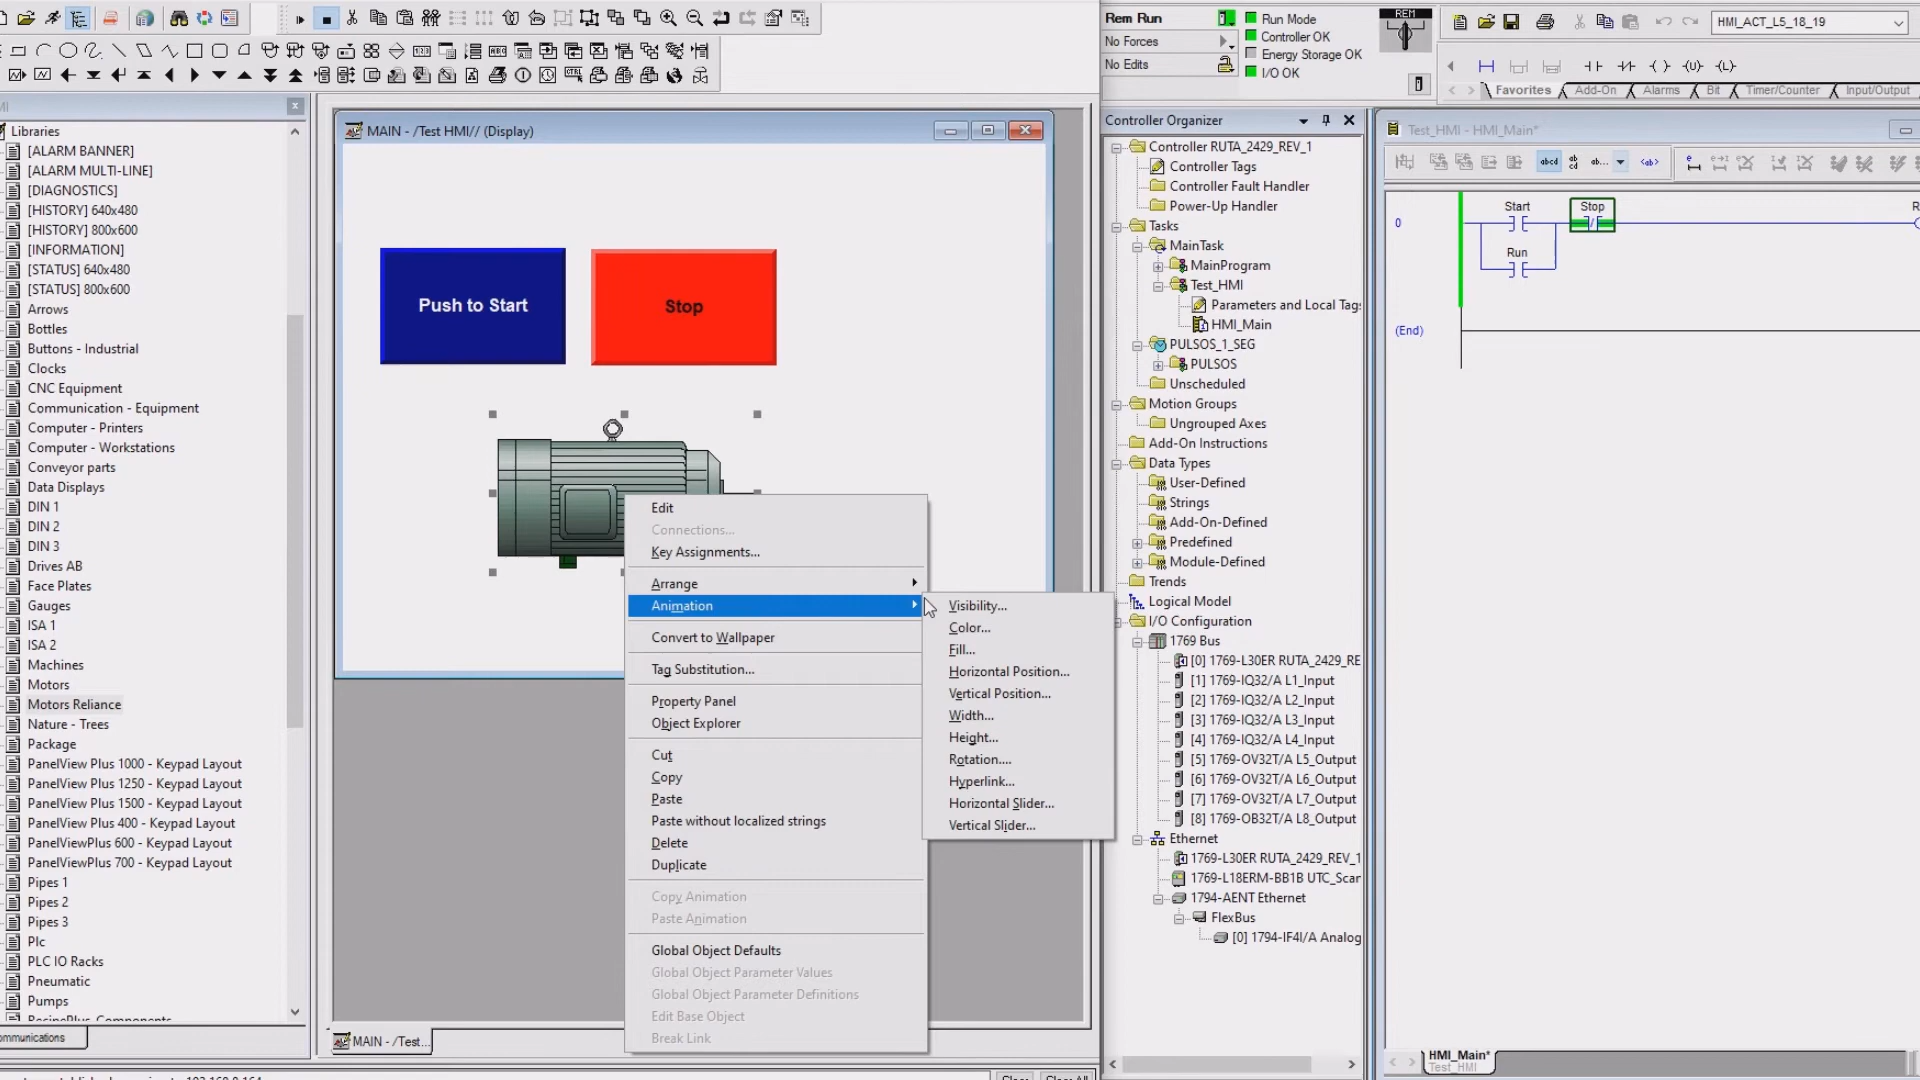 MAIN - /Test HMI// (Display)
Push to Start
Stop
Libraries
[ALARM BANNER]
[ALARM MULTI-LINE]
[DIAGNOSTICS]
[HISTORY] 640x480
[HISTORY] 800x600
[INFORMATION]
[STATUS] 640x480
[STATUS] 800x600
Arrows
Bottles
Buttons - Industrial
Clocks
CNC Equipment
Communication - Equipment
Computer - Printers
Computer - Workstations
Conveyor parts
Data Displays
DIN 1
DIN 2
DIN 3
Drives AB
Face Plates
Gauges
ISA 1
ISA 2
Machines
Motors
Motors Reliance
Nature - Trees
Package
PanelView Plus 1000 - Keypad Layout
PanelView Plus 1250 - Keypad Layout
PanelView Plus 1500 - Keypad Layout
PanelView Plus 400 - Keypad Layout
PanelViewPlus 600 - Keypad Layout
PanelViewPlus 700 - Keypad Layout
Pipes 1
Pipes 2
Pipes 3
Plc
PLC IO Racks
Pneumatic
Pumps
Edit
Connections...
Key Assignments...
Arrange
Animation
Convert to Wallpaper
Tag Substitution...
Property Panel
Object Explorer
Cut
Copy
Paste
Paste without localized strings
Delete
Duplicate
Copy Animation
Paste Animation
Global Object Defaults
Global Object Parameter Values
Global Object Parameter Definitions
Edit Base Object
Break Link
Visibility...
Color...
Fill...
Horizontal Position...
Vertical Position...
Width...
Height...
Rotation....
Hyperlink...
Horizontal Slider...
Vertical Slider...
MAIN - /Test...
Rem Run
No Forces
No Edits
Run Mode
Controller OK
Energy Storage OK
I/O OK
REM
HMI_ACT_L5_18_19
Favorites
Add-On
Alarms
Bit
Timer/Counter
Input/Output
Controller Organizer
Controller RUTA_2429_REV_1
Controller Tags
Controller Fault Handler
Power-Up Handler
Tasks
MainTask
MainProgram
Test_HMI
Parameters and Local Tag:
HMI_Main
PULSOS_1_SEG
PULSOS
Unscheduled
Motion Groups
Ungrouped Axes
Add-On Instructions
Data Types
User-Defined
Strings
Add-On-Defined
Predefined
Module-Defined
Trends
Logical Model
I/O Configuration
1769 Bus
[0] 1769-L30ER RUTA_2429_RE
[1] 1769-IQ32/A L1_Input
[2] 1769-IQ32/A L2_Input
[3] 1769-IQ32/A L3_Input
[4] 1769-IQ32/A L4_Input
[5] 1769-OV32T/A L5_Output
[6] 1769-OV32T/A L6_Output
[7] 1769-OV32T/A L7_Output
[8] 1769-OB32T/A L8_Output
Ethernet
1769-L30ER RUTA_2429_REV_1
1769-L18ERM-BB1B UTC_Scar
1794-AENT Ethernet
FlexBus
[0] 1794-IF4I/A Analog
Test_HMI - HMI_Main*
0
Start
Stop
R
Run
(End)
HMI_Main*
Test_HMI